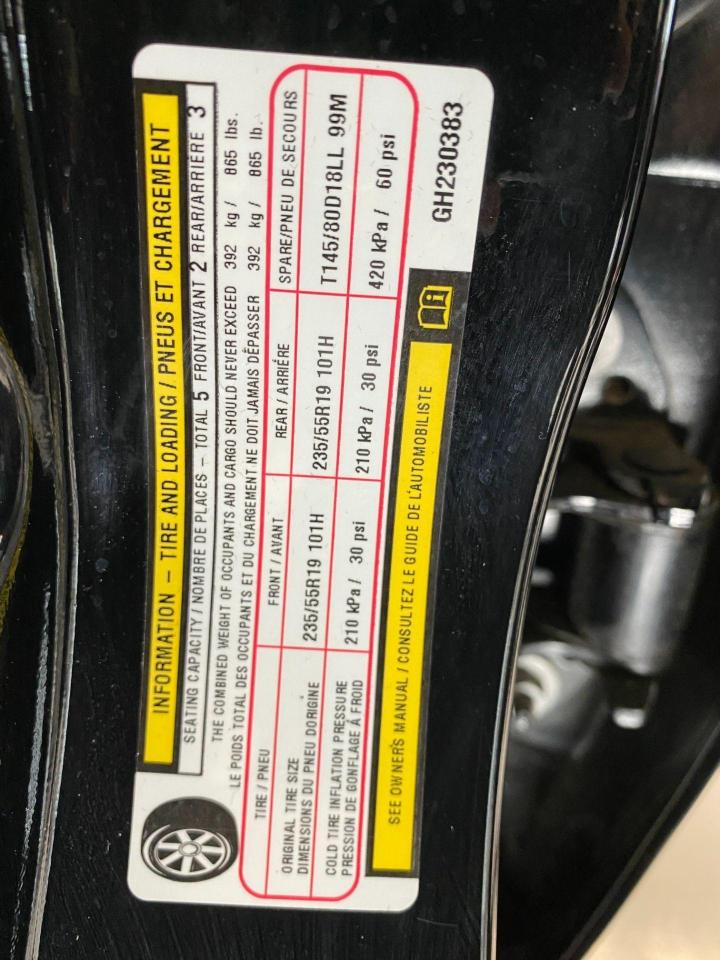 INFORMATION – TIRE AND LOADING / PNEUS ET CHARGEMENT
SEATING CAPACITY / NOMBRE DE PLACES – TOTAL 5 FRONT/AVANT 2 REAR/ARRIÈRE 3
THE COMBINED WEIGHT OF OCCUPANTS AND CARGO SHOULD NEVER EXCEED 392 kg / 865 lbs.
LE POIDS TOTAL DES OCCUPANTS ET DU CHARGEMENT NE DOIT JAMAIS DÉPASSER 392 kg / 865 lb.
TIRE / PNEU FRONT / AVANT REAR / ARRIÉRE SPARE/PNEU DE SECOURS
ORIGINAL TIRE SIZE
DIMENSIONS DU PNEU DORIGINE
235/55R19 101H 235/55R19 101H T145/80D18LL 99M
COLD TIRE INFLATION PRESSURE
PRESSION DE GONFLAGE À FROID
210 kPa / 30 psi 210 kPa / 30 psi 420 kPa / 60 psi
SEE OWNER'S MANUAL / CONSULTEZ LE GUIDE DE L'AUTOMOBILISTE
GH230383